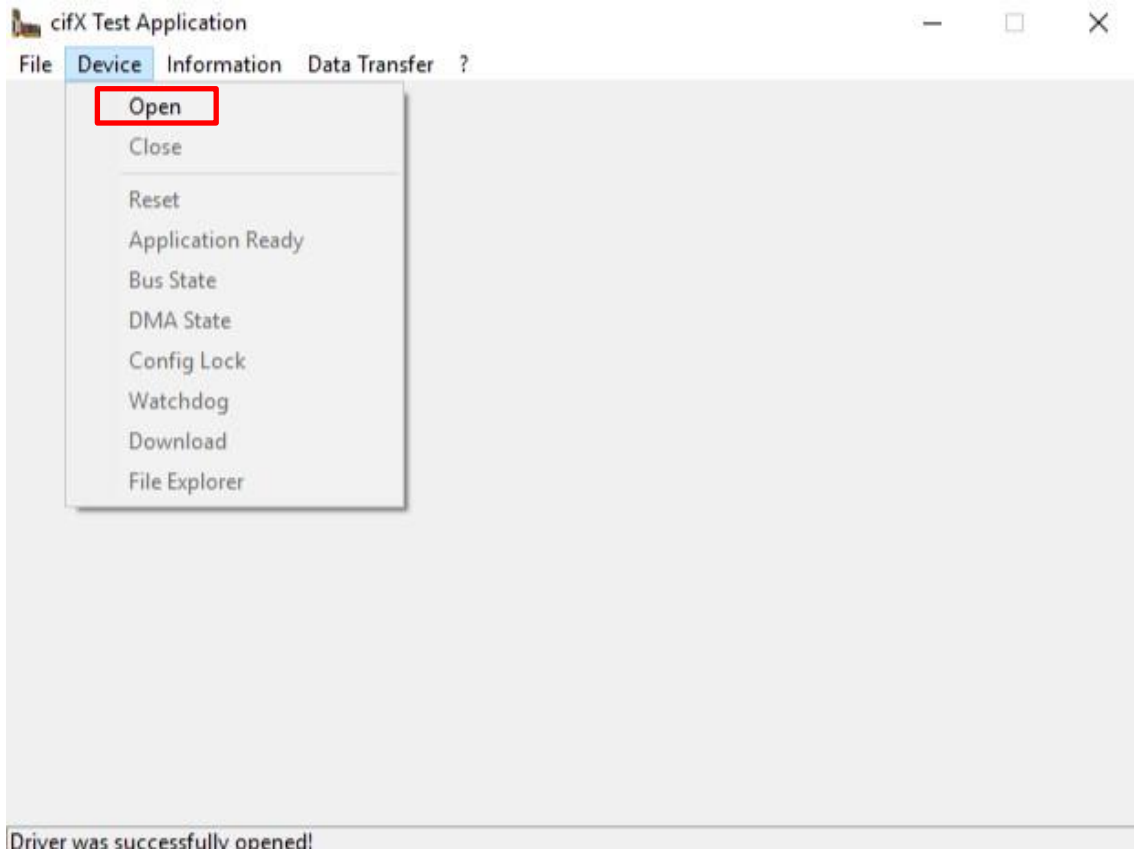 cifX Test Application
File Device Information Data Transfer ?
Open
Close
Reset
Application Ready
Bus State
DMA State
Config Lock
Watchdog
Download
File Explorer
Driver was successfully opened!